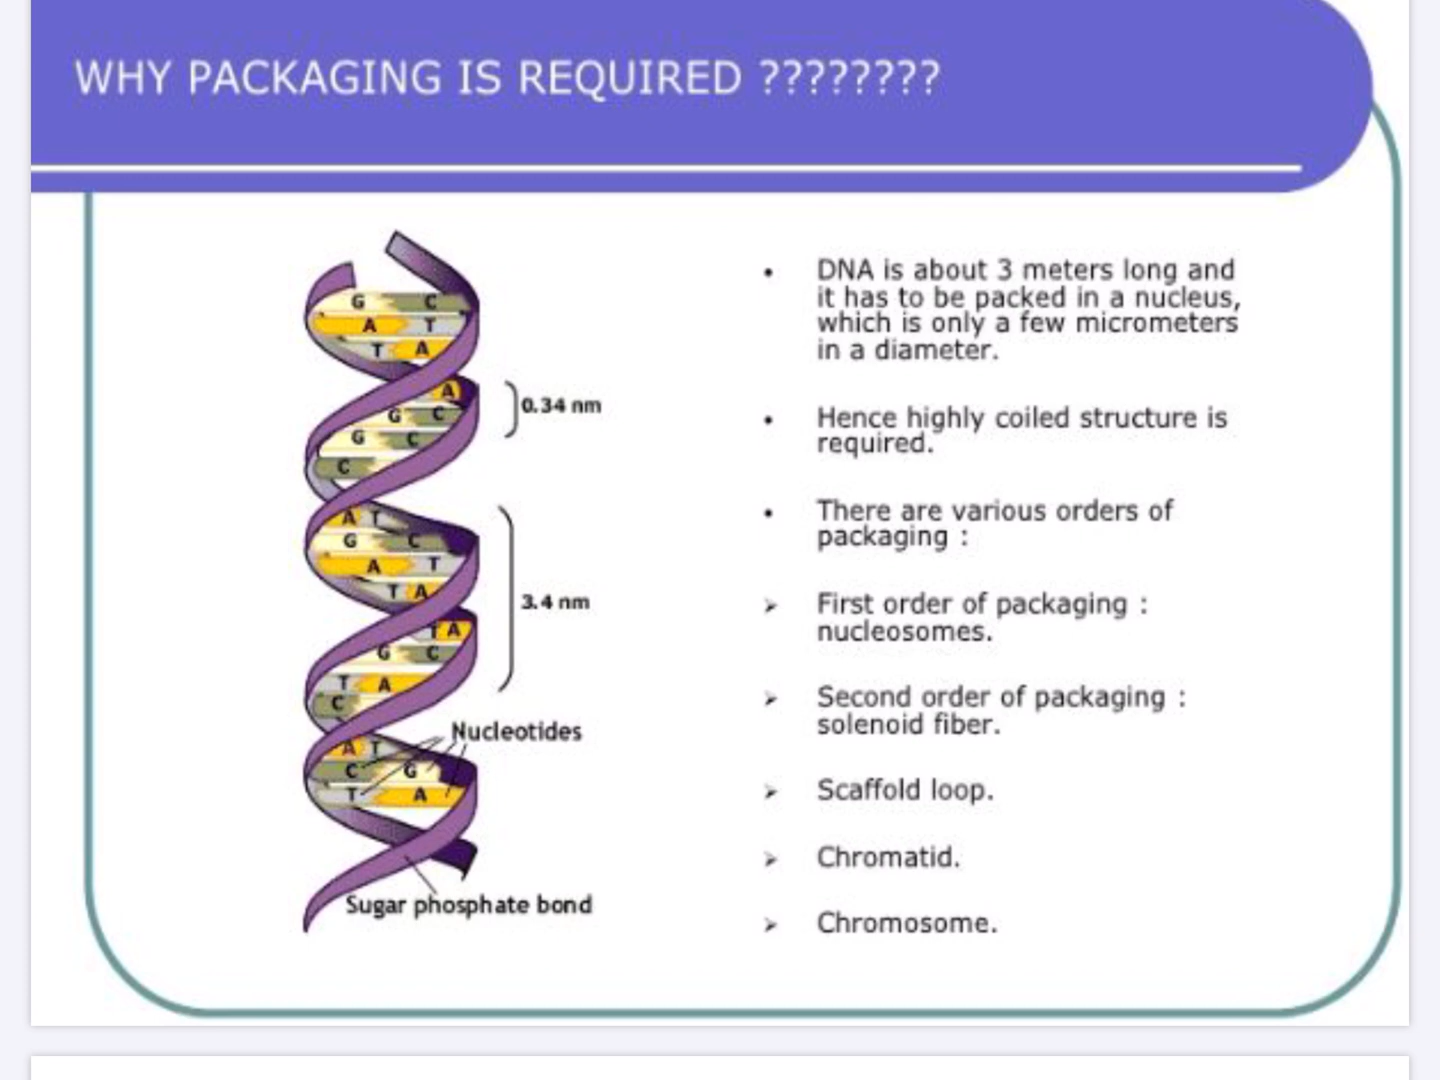 WHY PACKAGING IS REQUIRED ????????
G C
A T
T A
A
G C
G C
C
0.34 nm
A T
G C
A T
T A
3.4 nm
T A
G C
T A
C
Nucleotides
A T
C G
T A
Sugar phosphate bond
• DNA is about 3 meters long and
it has to be packed in a nucleus,
which is only a few micrometers
in a diameter.
• Hence highly coiled structure is
required.
• There are various orders of
packaging :
➢ First order of packaging :
nucleosomes.
➢ Second order of packaging :
solenoid fiber.
➢ Scaffold loop.
➢ Chromatid.
➢ Chromosome.